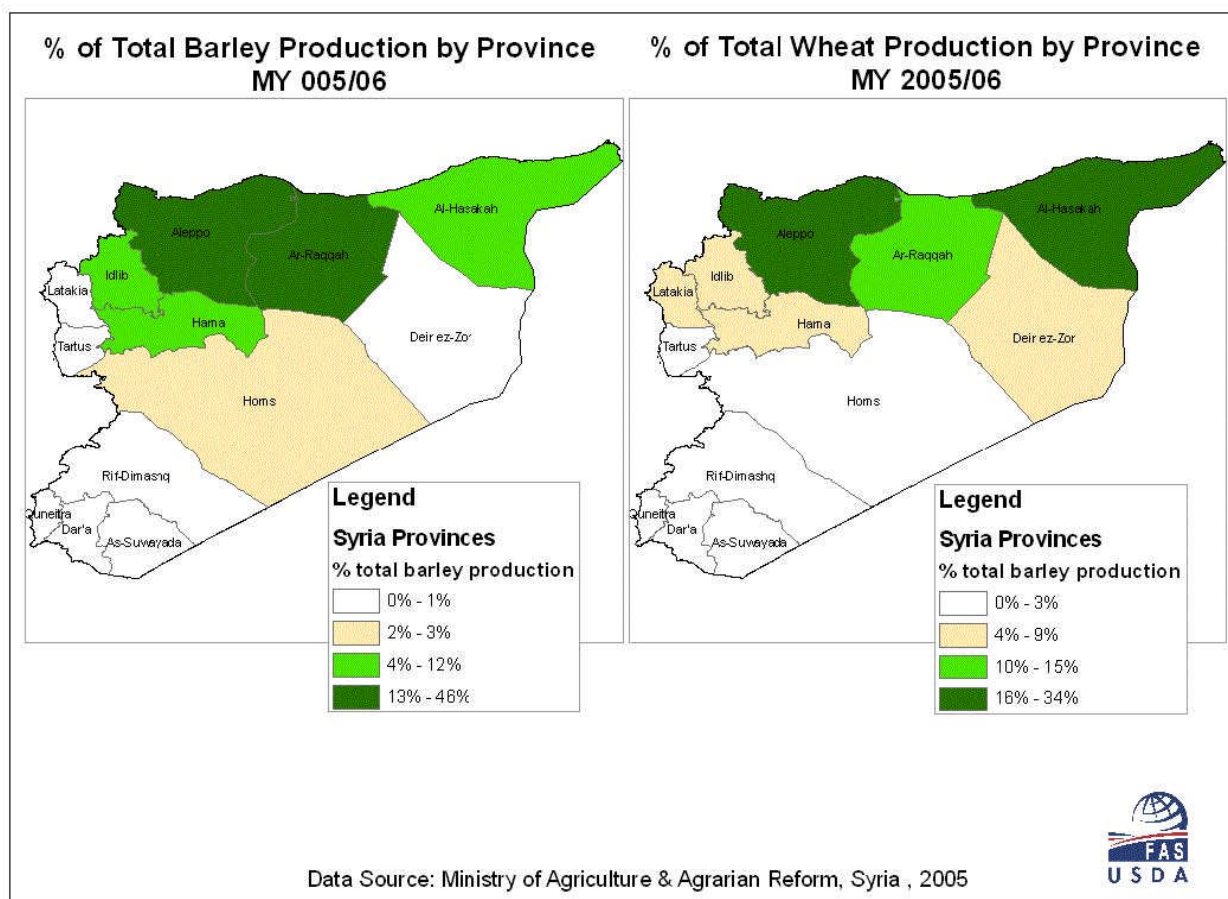 % of Total Barley Production by Province
MY 005/06
Aleppo
Al-Hasakah
Ar-Raqqah
Idlib
Latakia
Hama
Tartus
Deir ez-Zor
Homs
Rif-Dimashq
Quneitra
Dar'a
As-Suwayada
Legend
Syria Provinces
% total barley production
0% - 1%
2% - 3%
4% - 12%
13% - 46%
% of Total Wheat Production by Province
MY 2005/06
Al-Hasakah
Aleppo
Ar-Raqqah
Idlib
Latakia
Hama
Tartus
Deir ez-Zor
Homs
Rif-Dimashq
Quneitra
Dar'a
As-Suwayada
Legend
Syria Provinces
% total barley production
0% - 3%
4% - 9%
10% - 15%
16% - 34%
FAS
USDA
Data Source: Ministry of Agriculture & Agrarian Reform, Syria , 2005